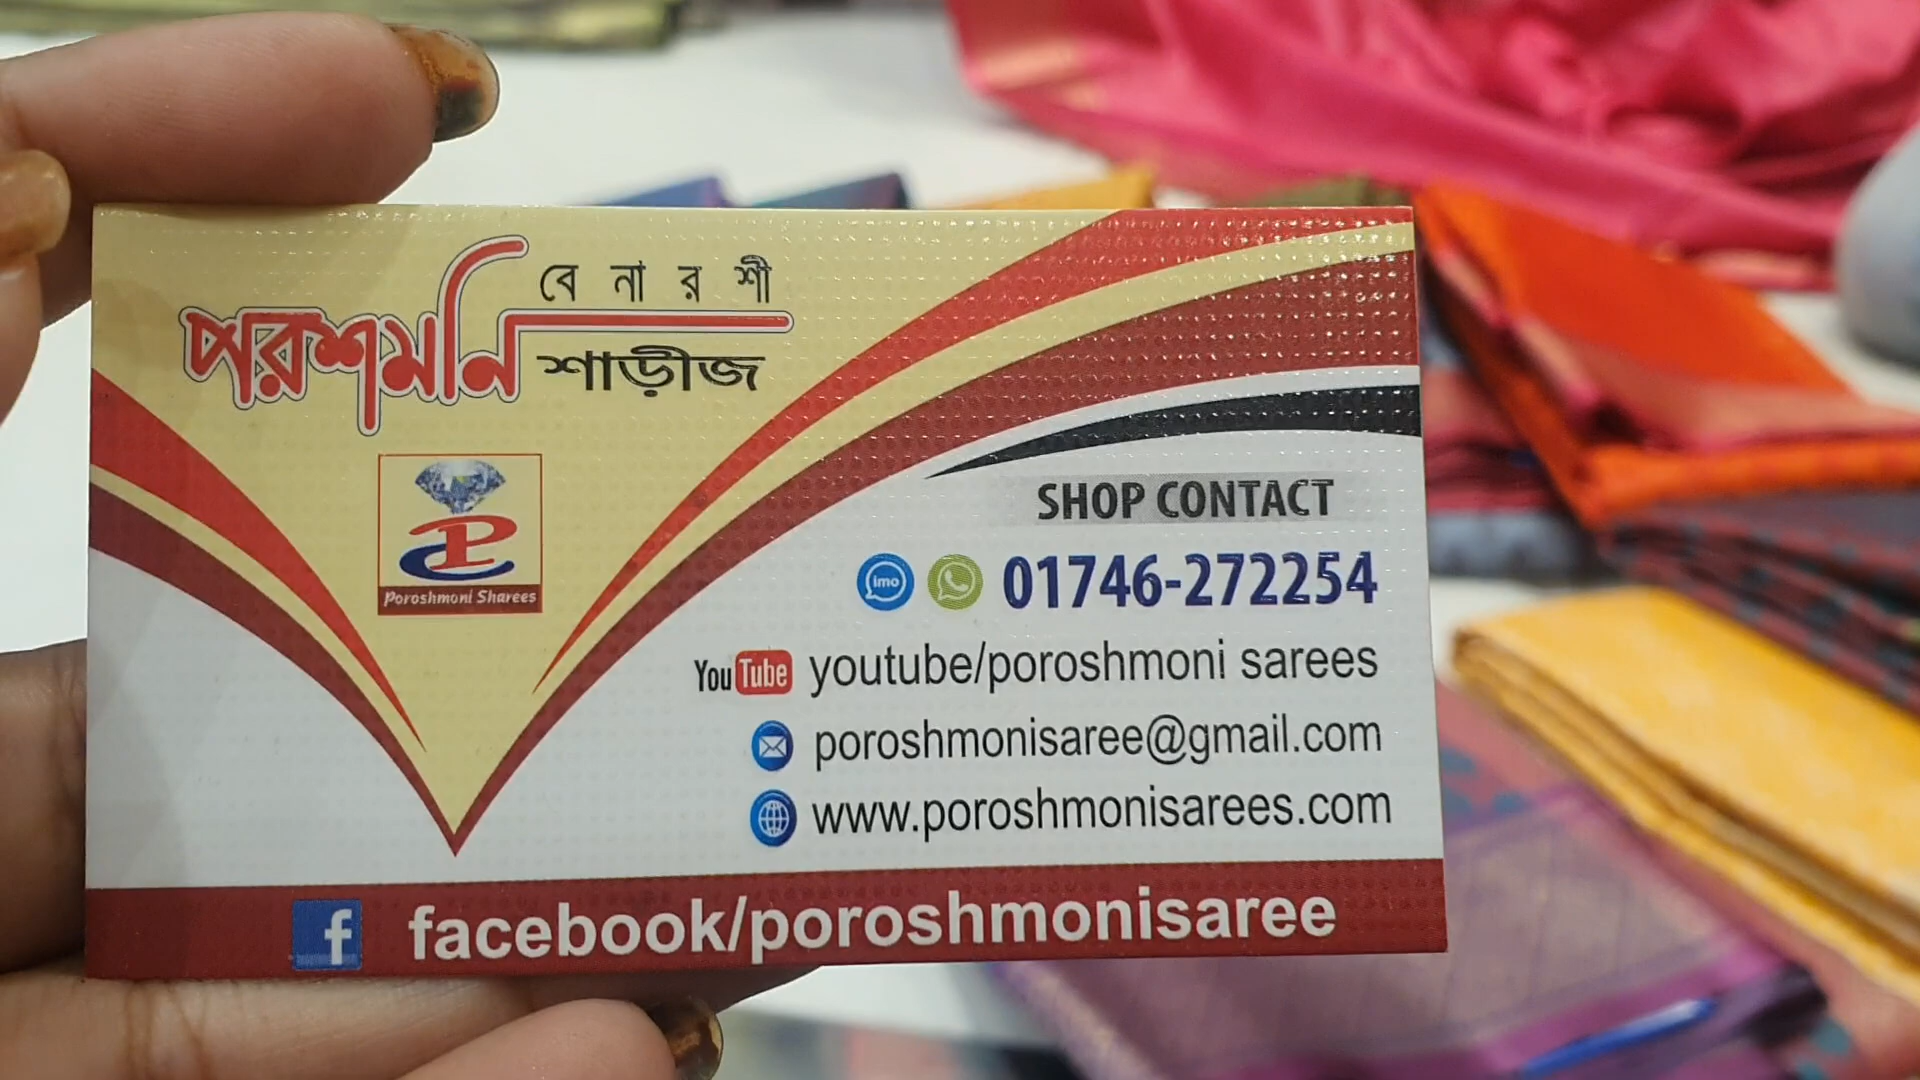 পরশমনি বেনারশী
শাড়ীজ
PC
Poroshmoni Sharees
SHOP CONTACT
imo 01746-272254
YouTube youtube/poroshmoni sarees
poroshmonisaree@gmail.com
www.poroshmonisarees.com
f facebook/poroshmonisaree